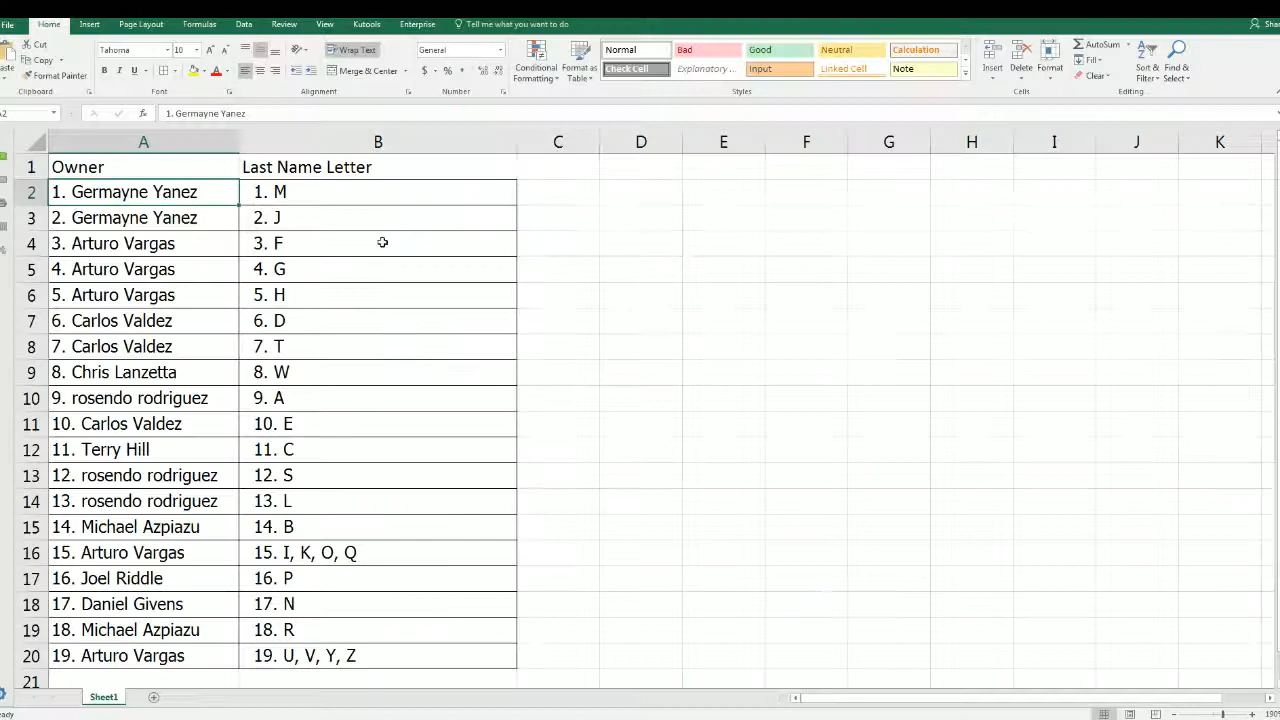 File Home Insert Page Layout Formulas Data Review View Kutools Enterprise Tell me what you want to do
Cut
Copy
Format Painter
Clipboard
Tahoma 10
B I U
Font
Wrap Text
Merge & Center
Alignment
General
$ % ,
Number
Conditional Formatting
Format as Table
Normal Bad Good Neutral Calculation
Check Cell Explanatory ... Input Linked Cell Note
Styles
Insert Delete Format
Cells
AutoSum
Fill
Clear
Sort & Filter
Find & Select
Editing
fx 1. Germayne Yanez
A B C D E F G H I J K
1 Owner Last Name Letter
2 1. Germayne Yanez 1. M
3 2. Germayne Yanez 2. J
4 3. Arturo Vargas 3. F
5 4. Arturo Vargas 4. G
6 5. Arturo Vargas 5. H
7 6. Carlos Valdez 6. D
8 7. Carlos Valdez 7. T
9 8. Chris Lanzetta 8. W
10 9. rosendo rodriguez 9. A
11 10. Carlos Valdez 10. E
12 11. Terry Hill 11. C
13 12. rosendo rodriguez 12. S
14 13. rosendo rodriguez 13. L
15 14. Michael Azpiazu 14. B
16 15. Arturo Vargas 15. I, K, O, Q
17 16. Joel Riddle 16. P
18 17. Daniel Givens 17. N
19 18. Michael Azpiazu 18. R
20 19. Arturo Vargas 19. U, V, Y, Z
21
Sheet1